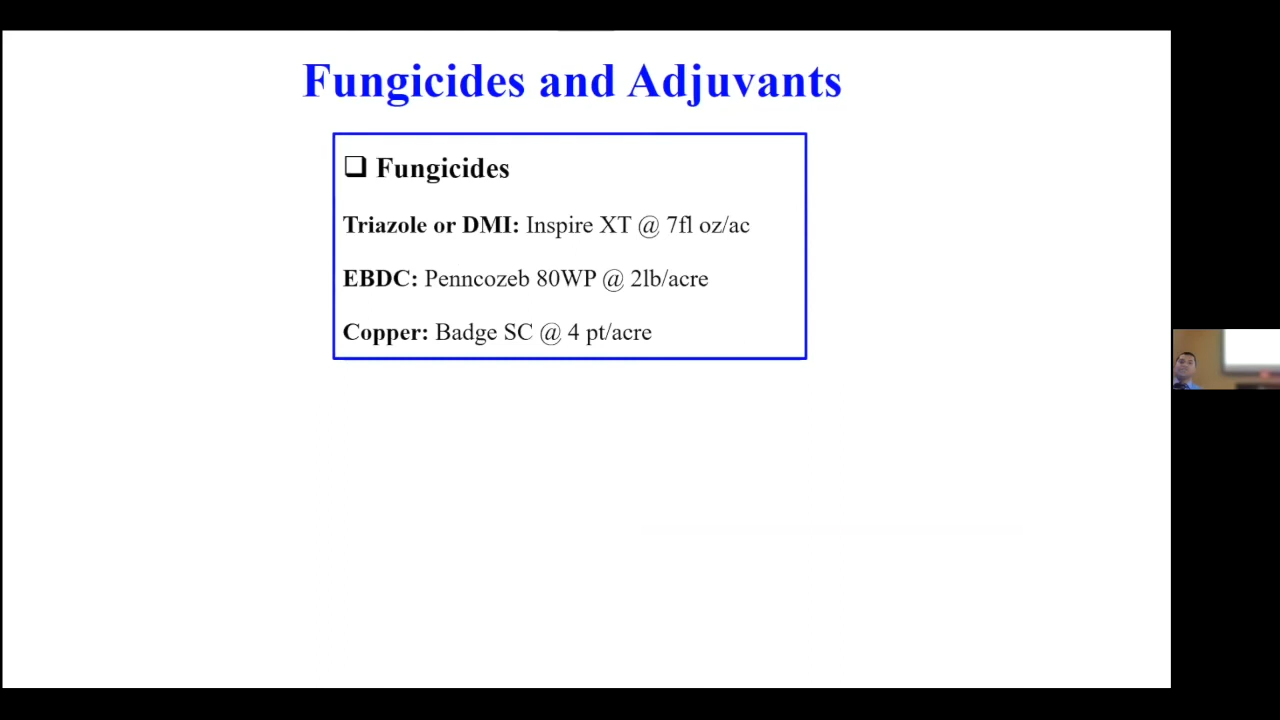 Fungicides and Adjuvants
❑ Fungicides
Triazole or DMI: Inspire XT @ 7fl oz/ac
EBDC: Penncozeb 80WP @ 2lb/acre
Copper: Badge SC @ 4 pt/acre